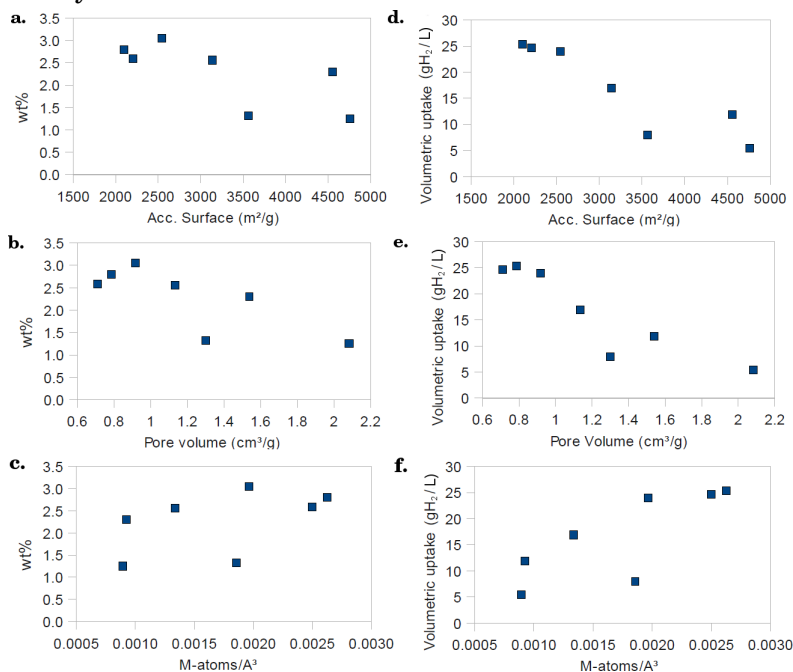 a.
3.5
3.0
2.5
2.0
1.5
1.0
0.5
0.0
wt%
1500 2000 2500 3000 3500 4000 4500 5000
Acc. Surface (m²/g)
d.
30
25
20
15
10
5
0
Volumetric uptake (gH₂/L)
1500 2000 2500 3000 3500 4000 4500 5000
Acc. Surface (m²/g)
b.
3.5
3.0
2.5
2.0
1.5
1.0
0.5
0.0
wt%
0.6 0.8 1 1.2 1.4 1.6 1.8 2 2.2
Pore volume (cm³/g)
e.
30
25
20
15
10
5
0
Volumetric uptake (gH₂/L)
0.6 0.8 1 1.2 1.4 1.6 1.8 2 2.2
Pore Volume (cm³/g)
c.
3.5
3.0
2.5
2.0
1.5
1.0
0.5
0.0
wt%
0.0005 0.0010 0.0015 0.0020 0.0025 0.0030
M-atoms/A³
f.
30
25
20
15
10
5
0
Volumetric uptake (gH₂/L)
0.0005 0.0010 0.0015 0.0020 0.0025 0.0030
M-atoms/A³